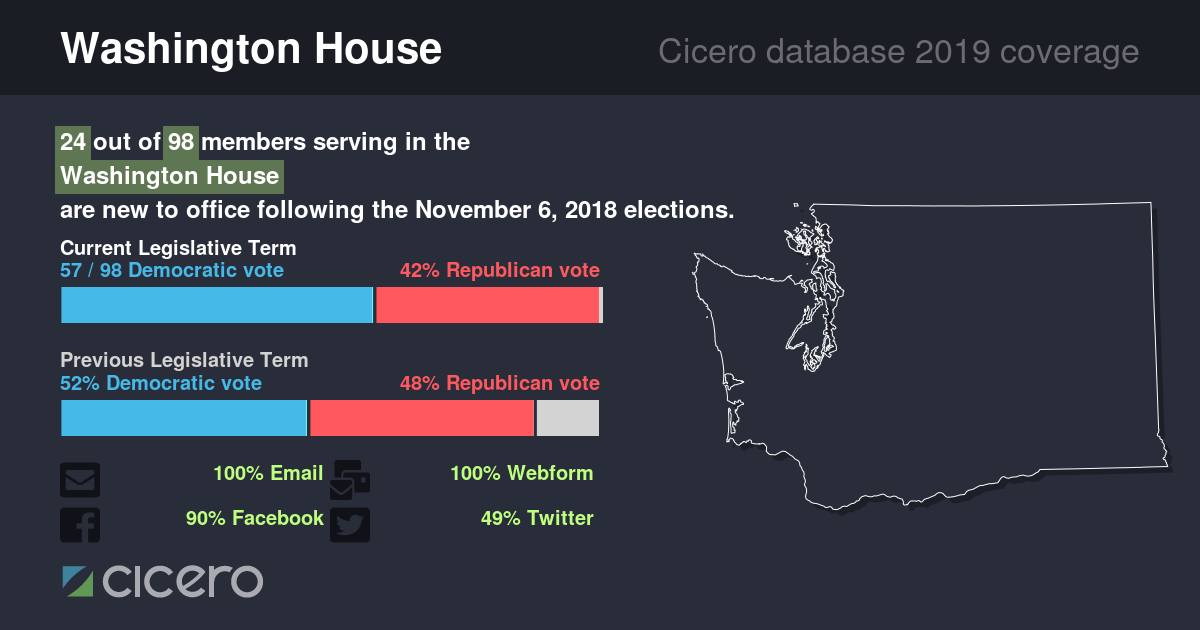 Washington House
Cicero database 2019 coverage
24 out of 98 members serving in the
Washington House
are new to office following the November 6, 2018 elections.
Current Legislative Term
57 / 98 Democratic vote
42% Republican vote
Previous Legislative Term
52% Democratic vote
48% Republican vote
100% Email
100% Webform
90% Facebook
49% Twitter
cicero